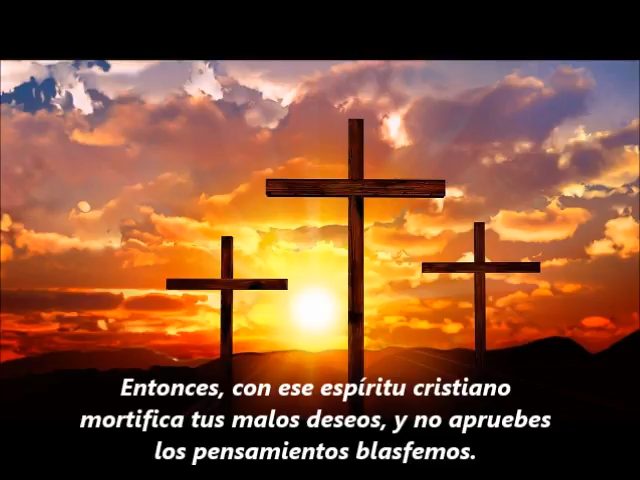 Entonces, con ese espíritu cristiano
mortifica tus malos deseos, y no apruebes
los pensamientos blasfemos.